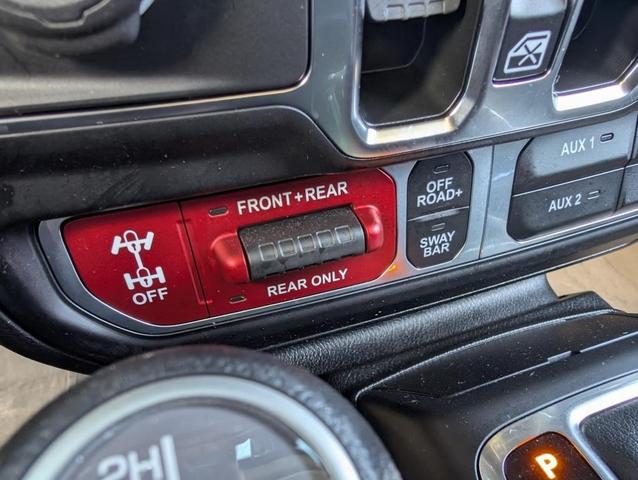 FRONT+REAR
REAR ONLY
OFF
OFF
ROAD+
SWAY
BAR
AUX 1
AUX 2
2H
P